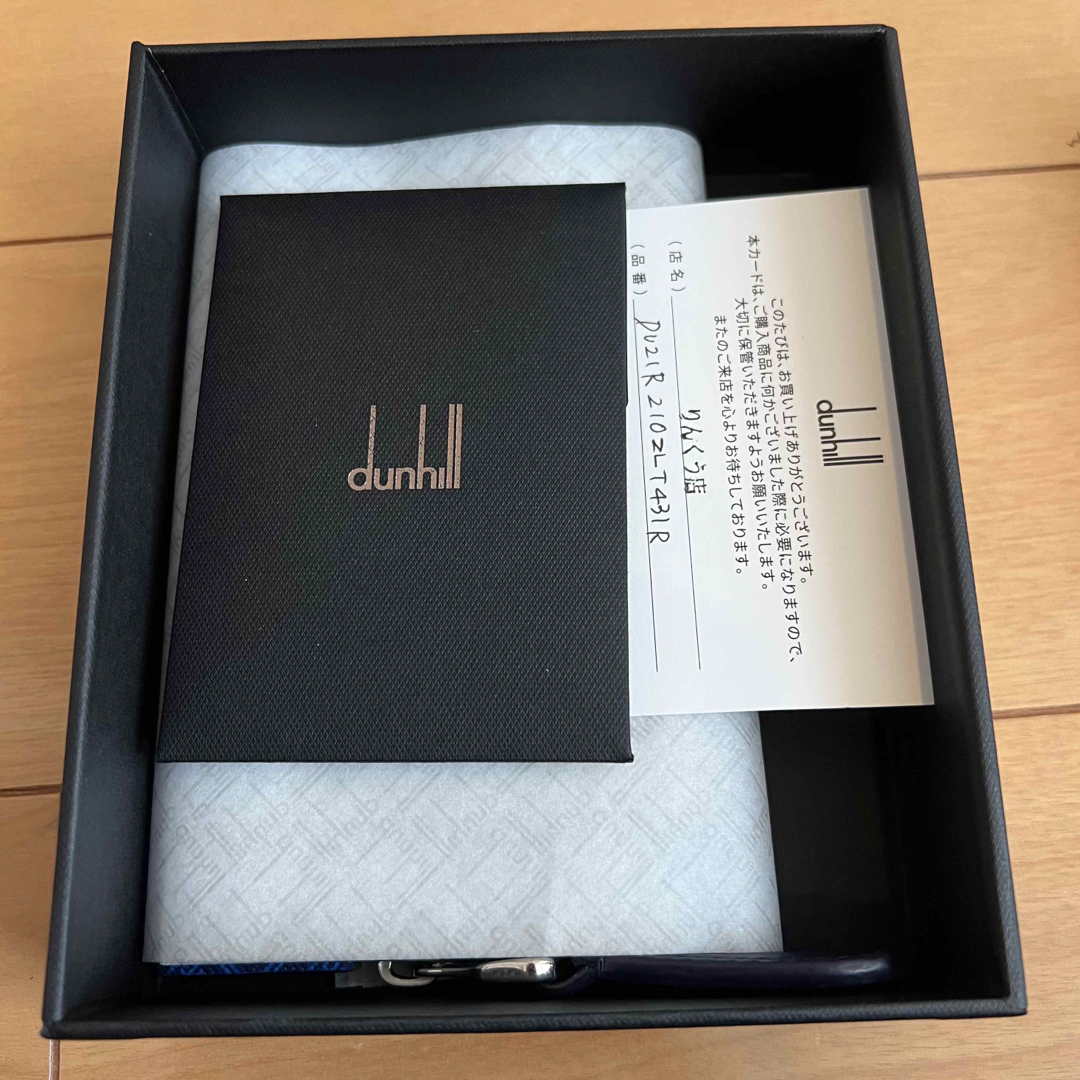 dunhill
dunhill
このたびは、お買い上げありがとうございます。
本カードは、ご購入商品に何かございました際に必要になりますので、
大切に保管いただきますようお願いいたします。
またのご来店を心よりお待ちしております。
(店名) りんくう店
(品番) DU21R2102LT431R